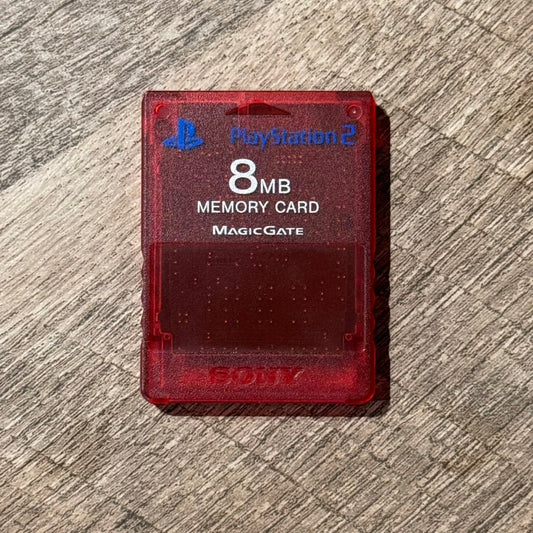 PlayStation 2
8MB
MEMORY CARD
MAGICGATE
SONY